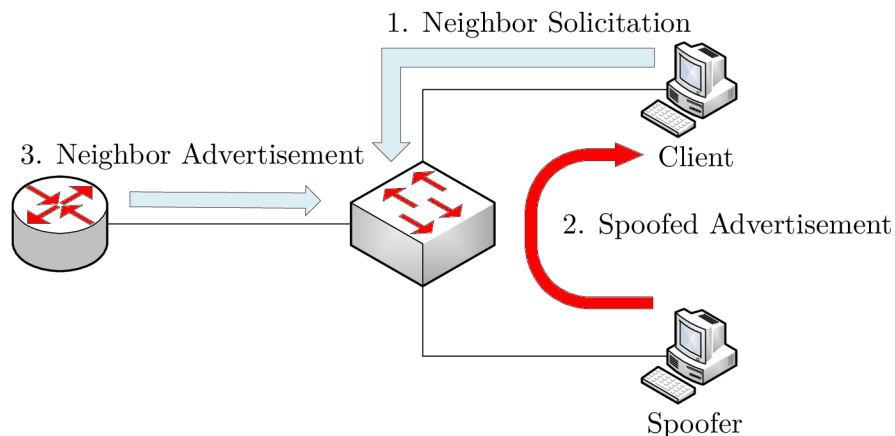 1. Neighbor Solicitation
3. Neighbor Advertisement
Client
2. Spoofed Advertisement
Spoofer